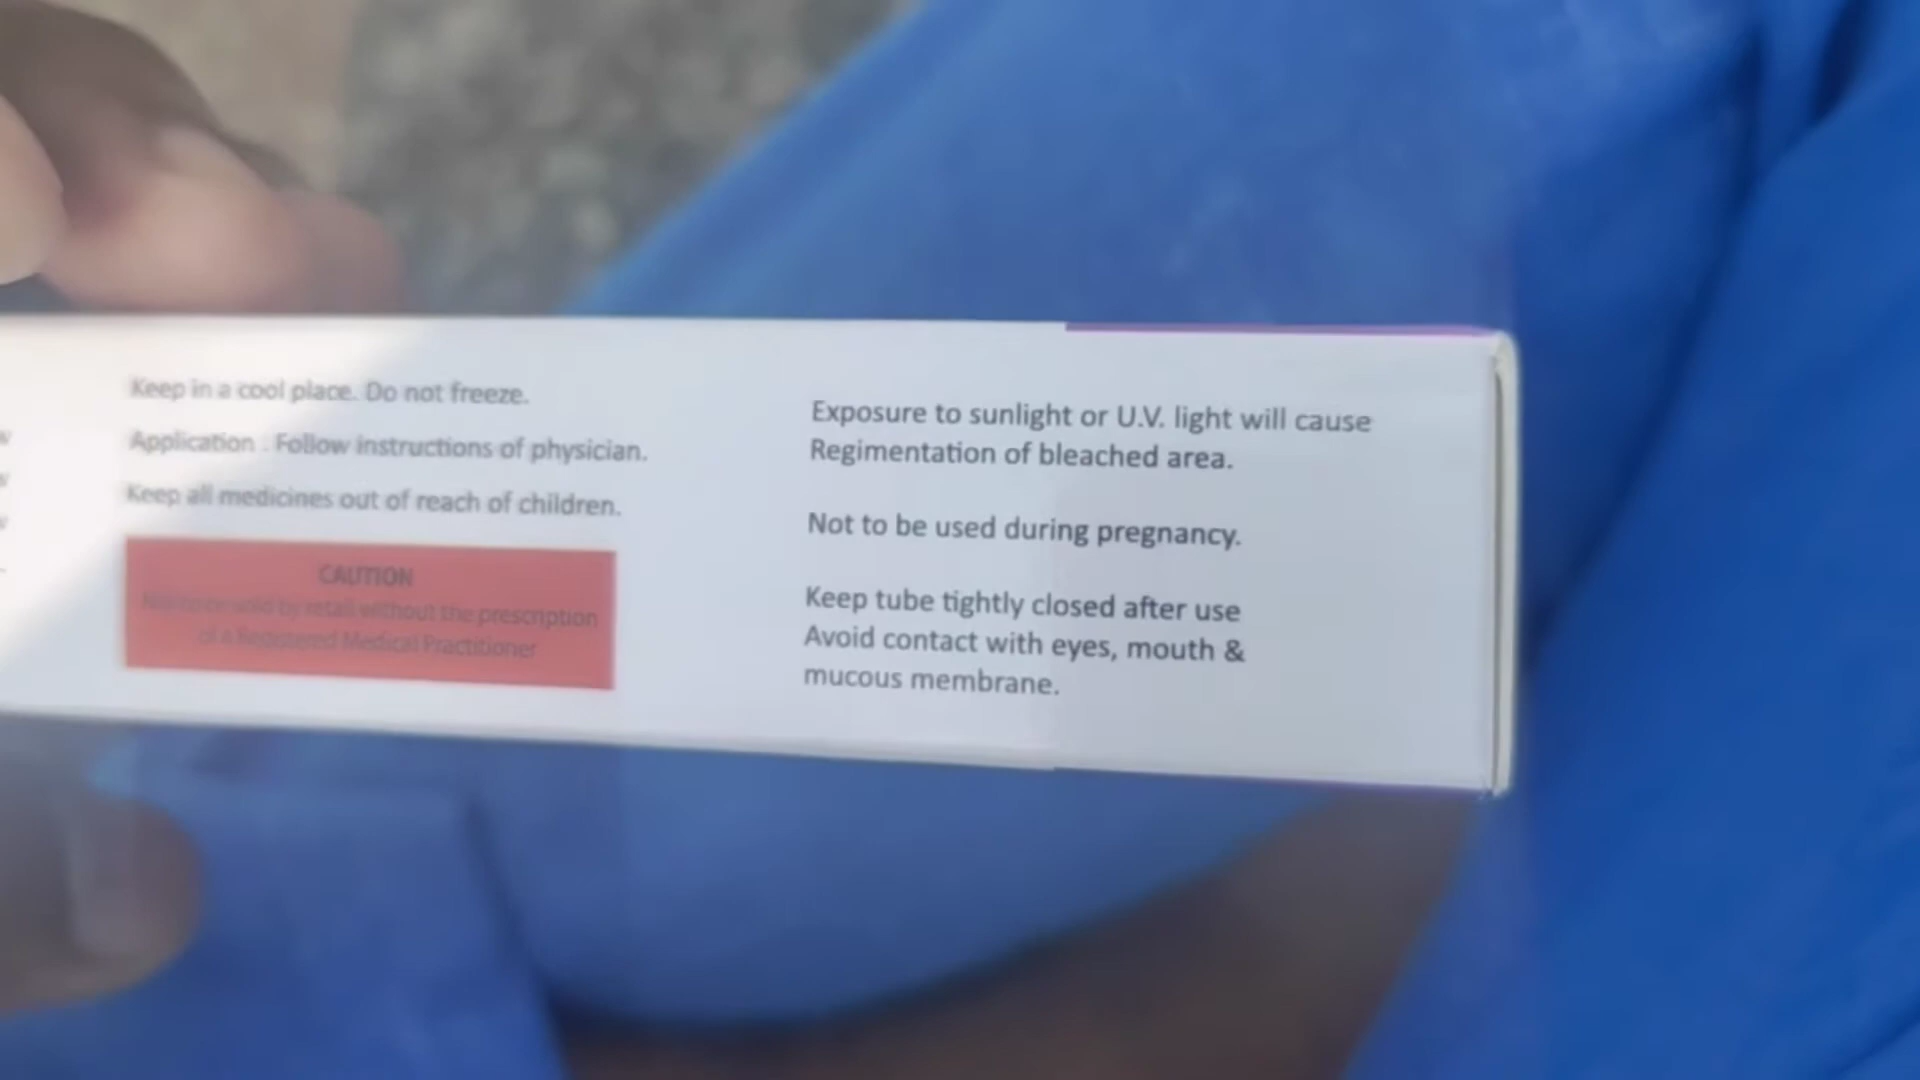 Keep in a cool place. Do not freeze.
Application : Follow instructions of physician.
Keep all medicines out of reach of children.
CAUTION
Not to be sold by retail without the prescription
of A Registered Medical Practitioner
Exposure to sunlight or U.V. light will cause
Regimentation of bleached area.
Not to be used during pregnancy.
Keep tube tightly closed after use
Avoid contact with eyes, mouth &
mucous membrane.